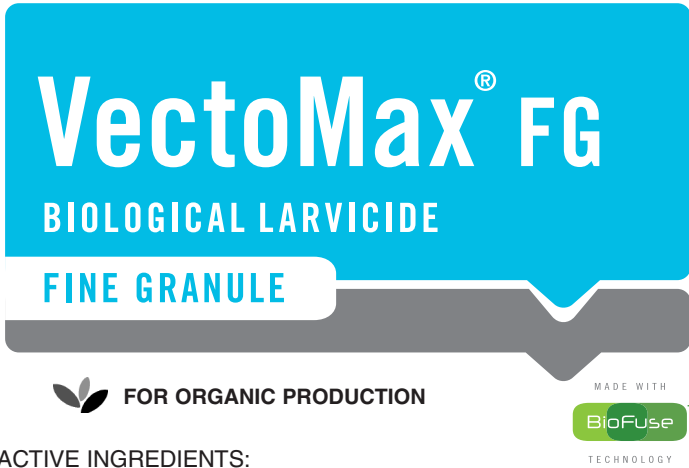 VectoMax® FG
BIOLOGICAL LARVICIDE
FINE GRANULE
FOR ORGANIC PRODUCTION
MADE WITH
BioFuse
TECHNOLOGY
ACTIVE INGREDIENTS: